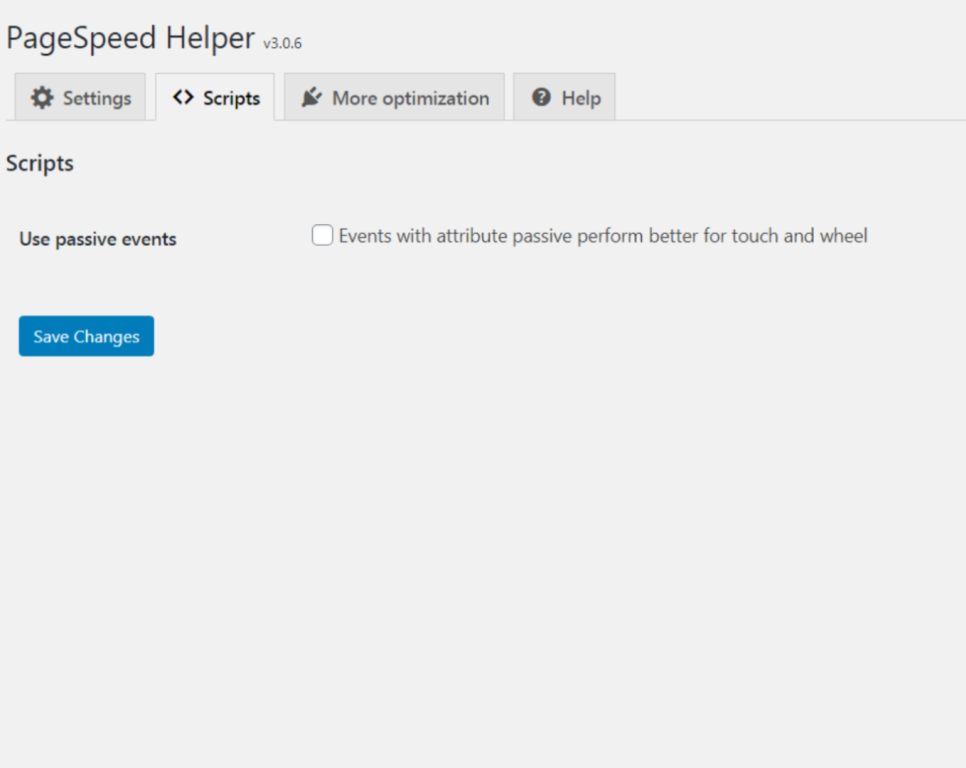 PageSpeed Helper v3.0.6
Settings Scripts More optimization Help
Scripts
Use passive events Events with attribute passive perform better for touch and wheel
Save Changes